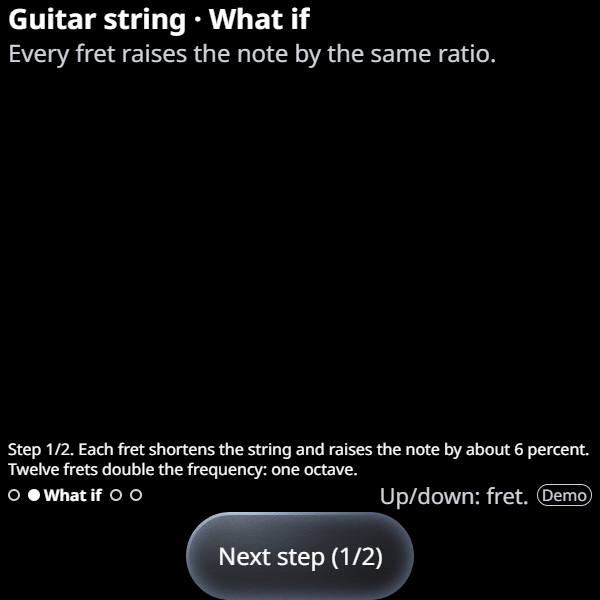 Guitar string · What if
Every fret raises the note by the same ratio.
Step 1/2. Each fret shortens the string and raises the note by about 6 percent.
Twelve frets double the frequency: one octave.
What if
Up/down: fret.
Demo
Next step (1/2)